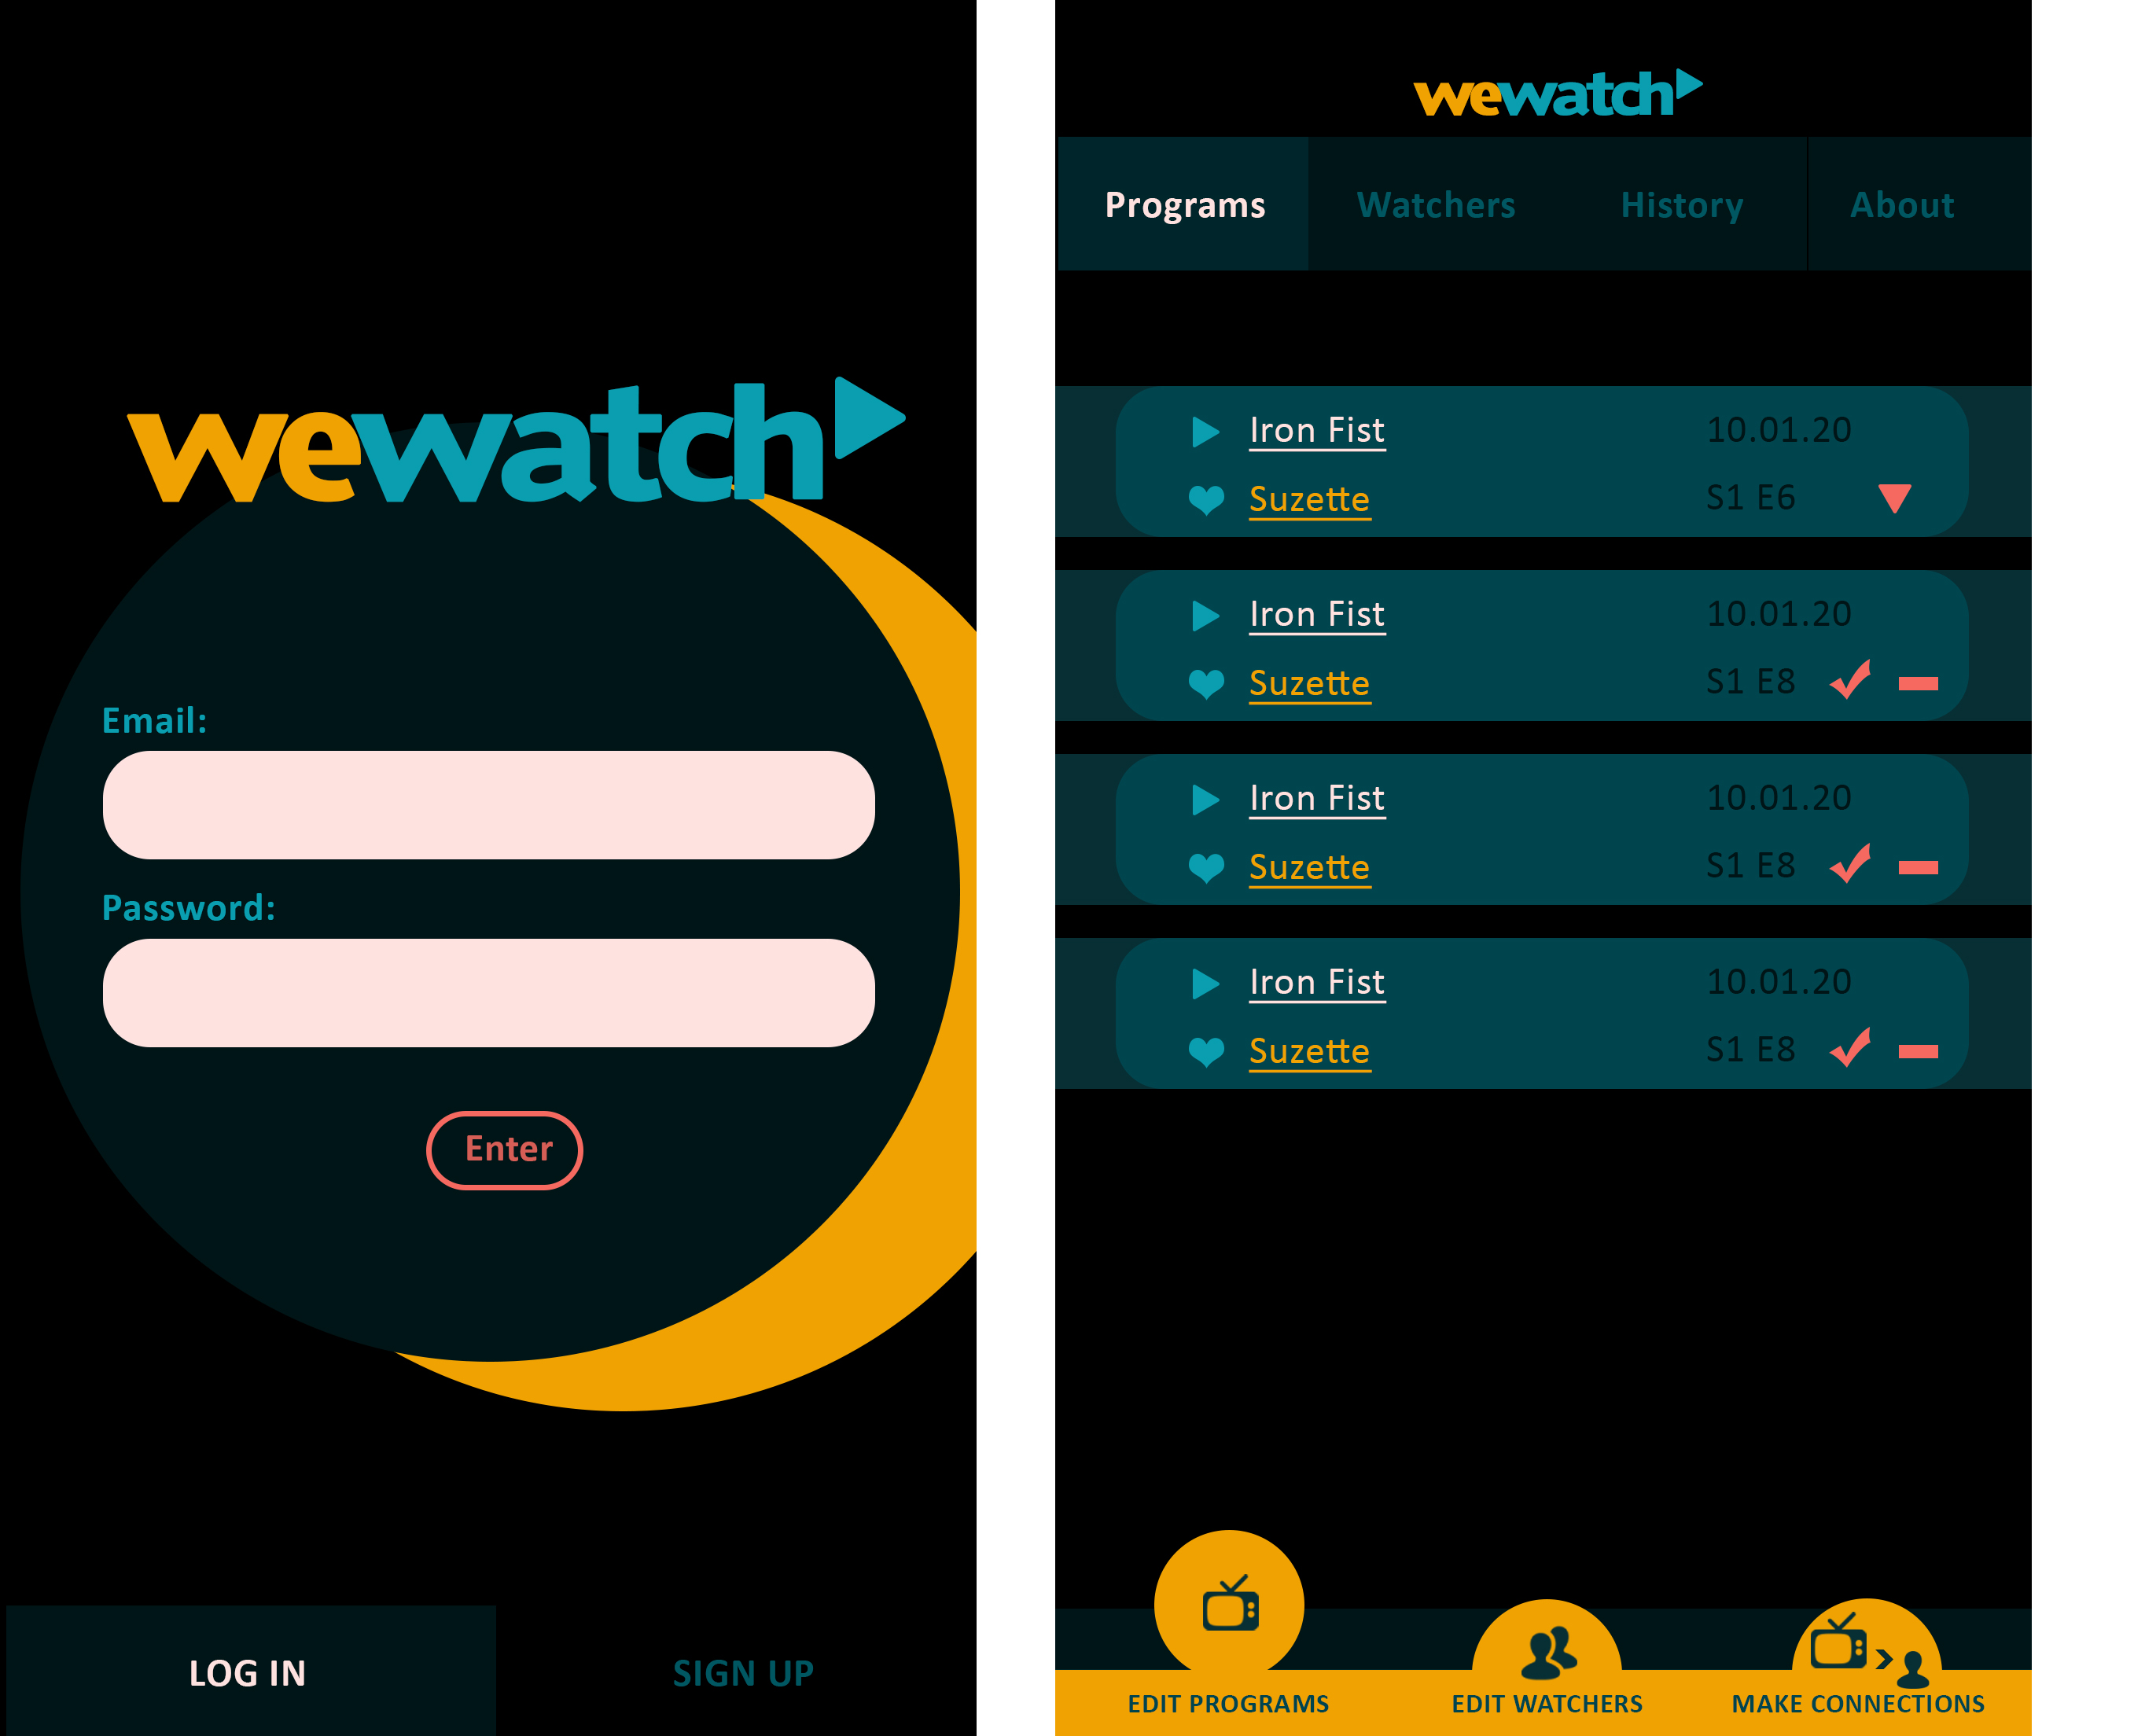 wewatch
Email:
Password:
Enter
LOG IN
SIGN UP
wewatch
Programs
Watchers
History
About
Iron Fist
10.01.20
Suzette
S1 E6
Iron Fist
10.01.20
Suzette
S1 E8
Iron Fist
10.01.20
Suzette
S1 E8
Iron Fist
10.01.20
Suzette
S1 E8
EDIT PROGRAMS
EDIT WATCHERS
MAKE CONNECTIONS